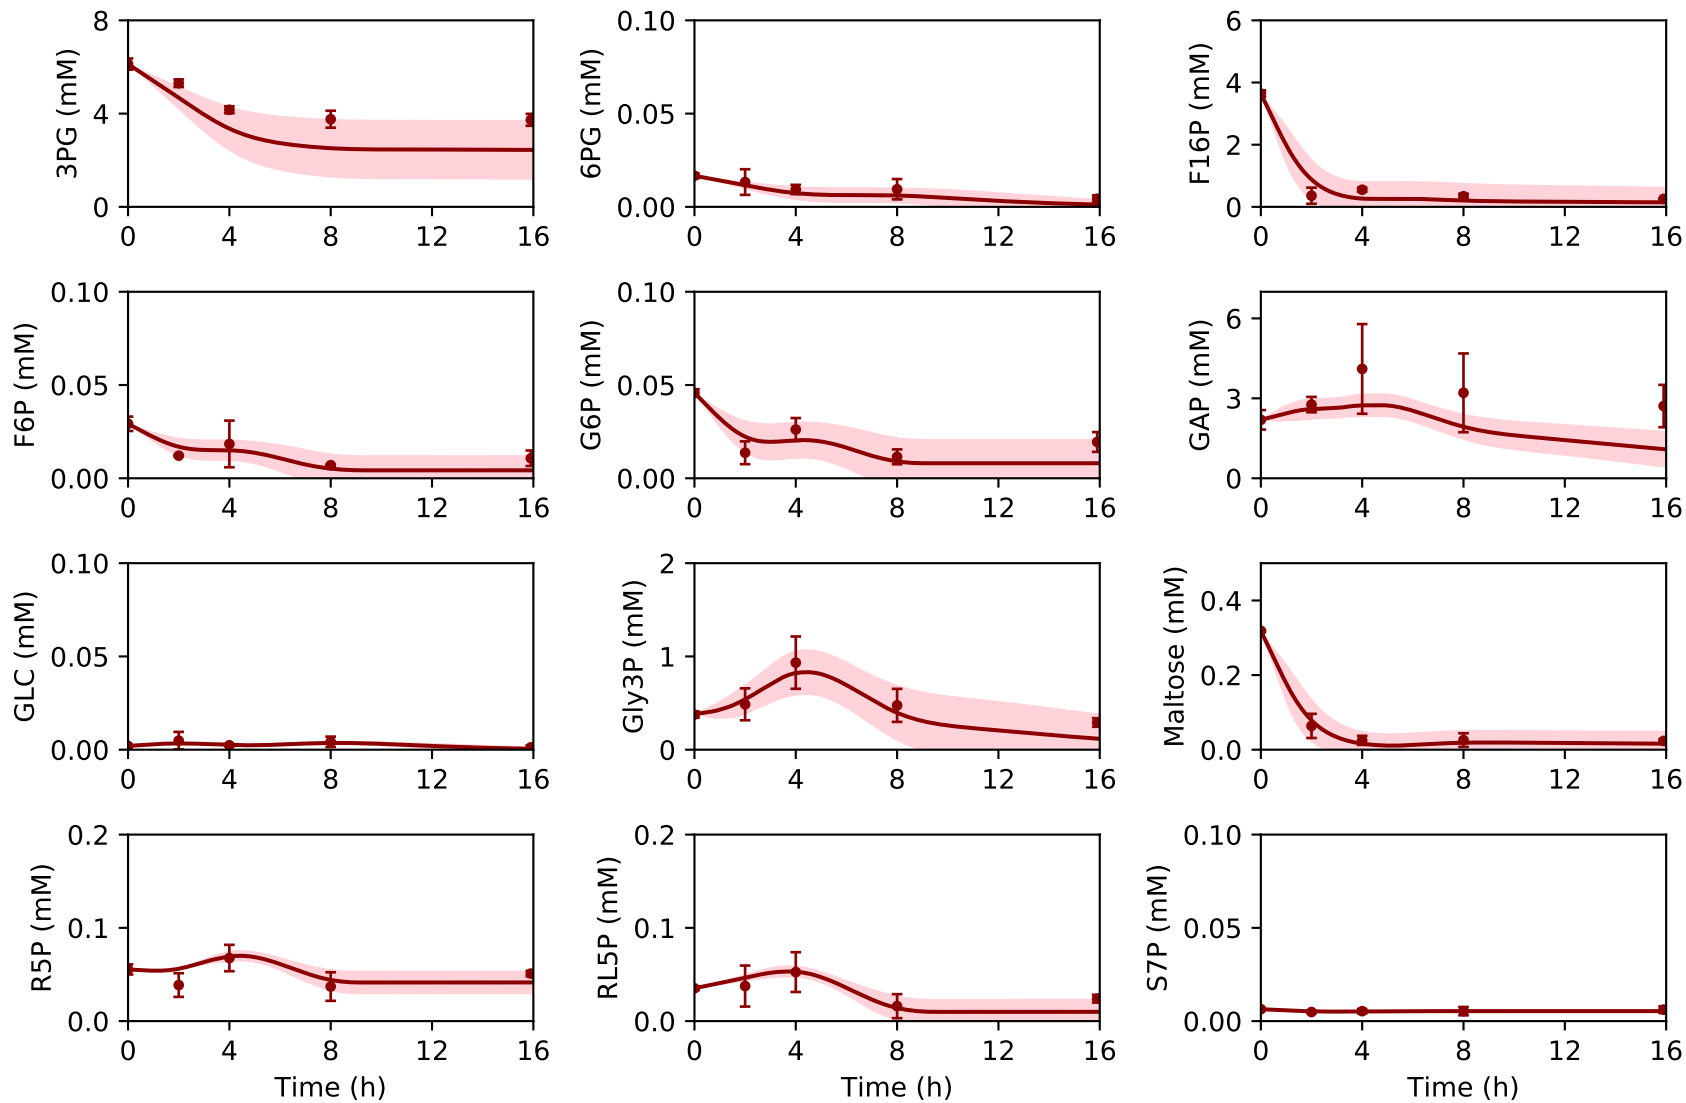 3PG (mM)
8
4
0
0 4 8 12 16
6PG (mM)
0.10
0.05
0.00
0 4 8 12 16
F16P (mM)
6
4
2
0
0 4 8 12 16
F6P (mM)
0.10
0.05
0.00
0 4 8 12 16
G6P (mM)
0.10
0.05
0.00
0 4 8 12 16
GAP (mM)
6
3
0
0 4 8 12 16
GLC (mM)
0.10
0.05
0.00
0 4 8 12 16
Gly3P (mM)
2
1
0
0 4 8 12 16
Maltose (mM)
0.4
0.2
0.0
0 4 8 12 16
R5P (mM)
0.2
0.1
0.0
0 4 8 12 16
Time (h)
RL5P (mM)
0.2
0.1
0.0
0 4 8 12 16
Time (h)
S7P (mM)
0.10
0.05
0.00
0 4 8 12 16
Time (h)